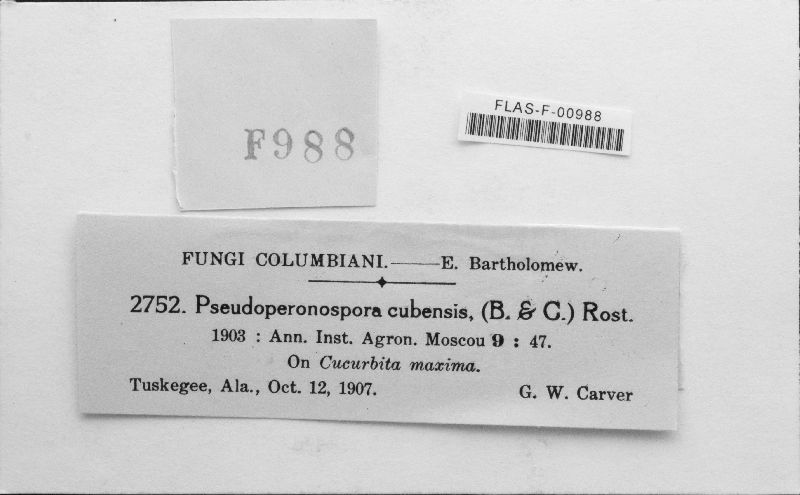 F988
FLAS-F-00988
FUNGI COLUMBIANI.——E. Bartholomew.
2752. Pseudoperonospora cubensis, (B. & C.) Rost.
1903 : Ann. Inst. Agron. Moscou 9 : 47.
On Cucurbita maxima.
Tuskegee, Ala., Oct. 12, 1907. G. W. Carver